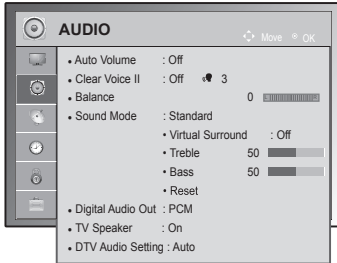 AUDIO
Move OK
• Auto Volume : Off
• Clear Voice II : Off 3
• Balance 0
• Sound Mode : Standard
• Virtual Surround : Off
• Treble 50
• Bass 50
• Reset
• Digital Audio Out : PCM
• TV Speaker : On
• DTV Audio Setting : Auto